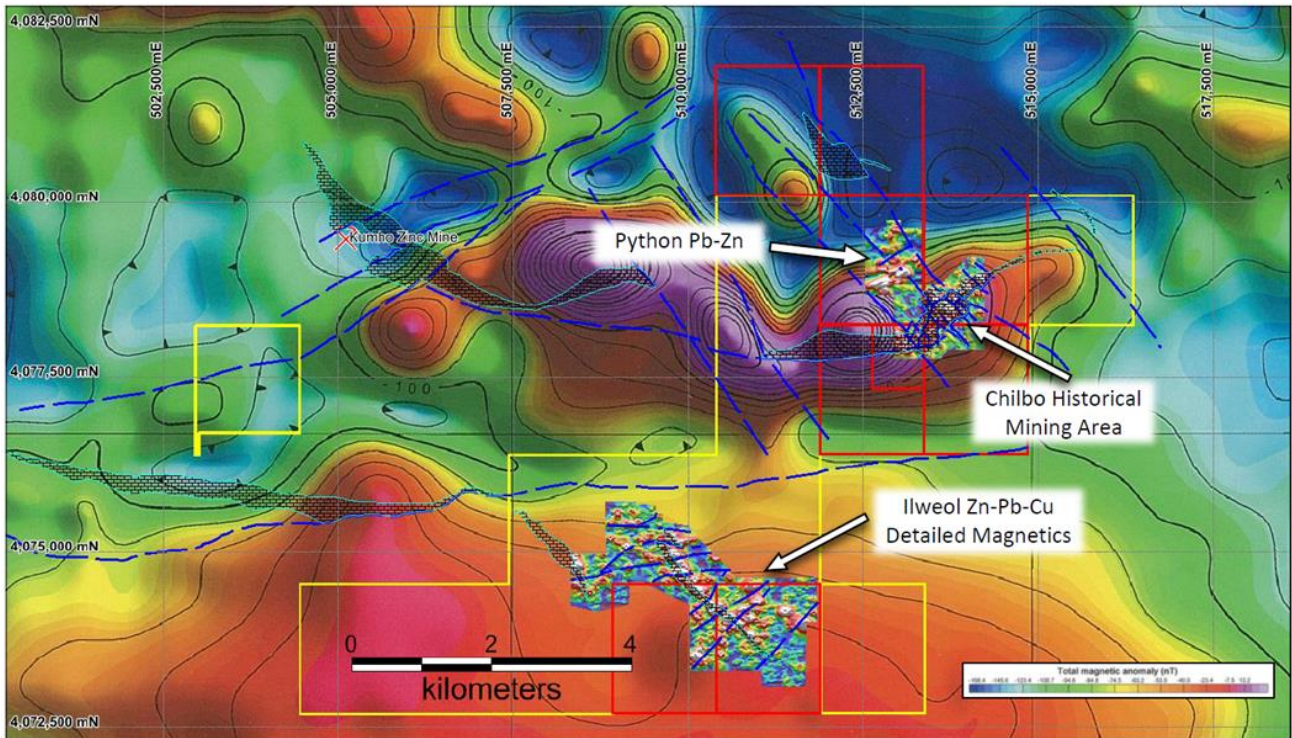 4,082,500 mN
502,500 mE
505,000 mE
507,500 mE
510,000 mE
512,500 mE
515,000 mE
517,500 mE
-100
4,080,000 mN
Kumho Zinc Mine
Python Pb-Zn
4,077,500 mN
-100
Chilbo Historical
Mining Area
Ilweol Zn-Pb-Cu
Detailed Magnetics
4,075,000 mN
0 2 4
kilometers
Total magnetic anomaly (nT)
4,072,500 mN